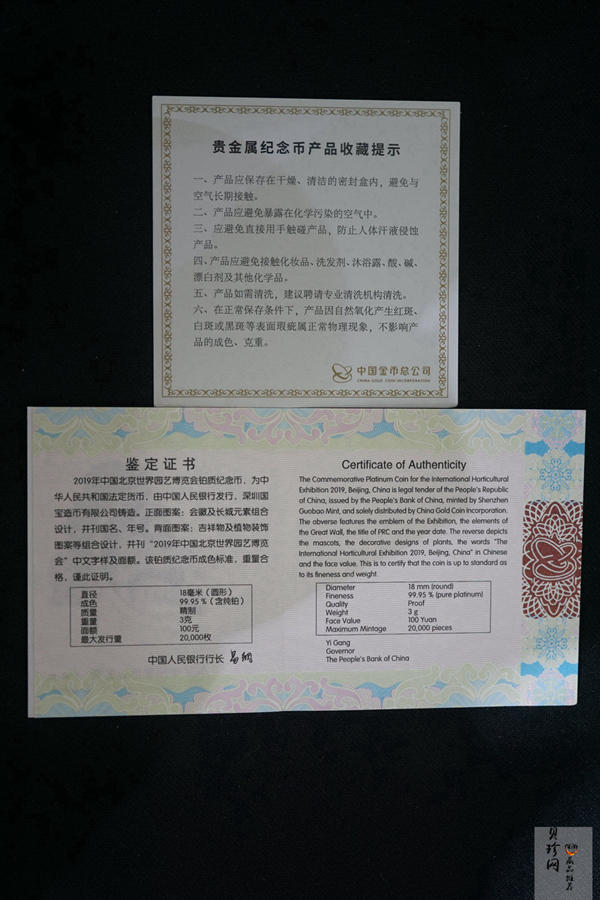 贵金属纪念币产品收藏提示
一、产品应保存在干燥、清洁的密封盒内，避免与
空气长期接触。
二、产品应避免暴露在化学污染的空气中。
三、应避免直接用手触碰产品，防止人体汗液侵蚀
产品。
四、产品应避免接触化妆品、洗发剂、沐浴露、酸、碱、
漂白剂及其他化学品。
五、产品如需清洗，建议聘请专业清洗机构清洗。
六、在正常保存条件下，产品因自然氧化产生红斑、
白斑或黑斑等表面瑕疵属正常物理现象，不影响产
品的成色、克重。
中国金币总公司
CHINA GOLD COIN INCORPORATION
鉴定证书
2019年中国北京世界园艺博览会铂质纪念币，为中
华人民共和国法定货币，由中国人民银行发行，深圳国
宝造币有限公司铸造。正面图案：会徽及长城元素组合
设计，并刊国名、年号。背面图案：吉祥物及植物装饰
图案等组合设计，并刊“2019年中国北京世界园艺博览
会”中文字样及面额。该铂质纪念币成色标准，重量合
格，谨此证明。
直径 18毫米（圆形）
成色 99.95％（含纯铂）
质量 精制
重量 3克
面额 100元
最大发行量 20,000枚
中国人民银行行长 易纲
Certificate of Authenticity
The Commemorative Platinum Coin for the International Horticultural
Exhibition 2019, Beijing, China is legal tender of the People's Republic
of China, issued by the People's Bank of China, minted by Shenzhen
Guobao Mint, and solely distributed by China Gold Coin Incorporation.
The obverse features the emblem of the Exhibition, the elements of
the Great Wall, the title of PRC and the year date. The reverse depicts
the mascots, the decorative designs of plants, the words "The
International Horticultural Exhibition 2019, Beijing, China" in Chinese
and the face value. This is to certify that the coin is up to standard as
to its fineness and weight.
Diameter 18 mm (round)
Fineness 99.95 % (pure platinum)
Quality Proof
Weight 3 g
Face Value 100 Yuan
Maximum Mintage 20,000 pieces
Yi Gang
Governor
The People's Bank of China
贝珍网